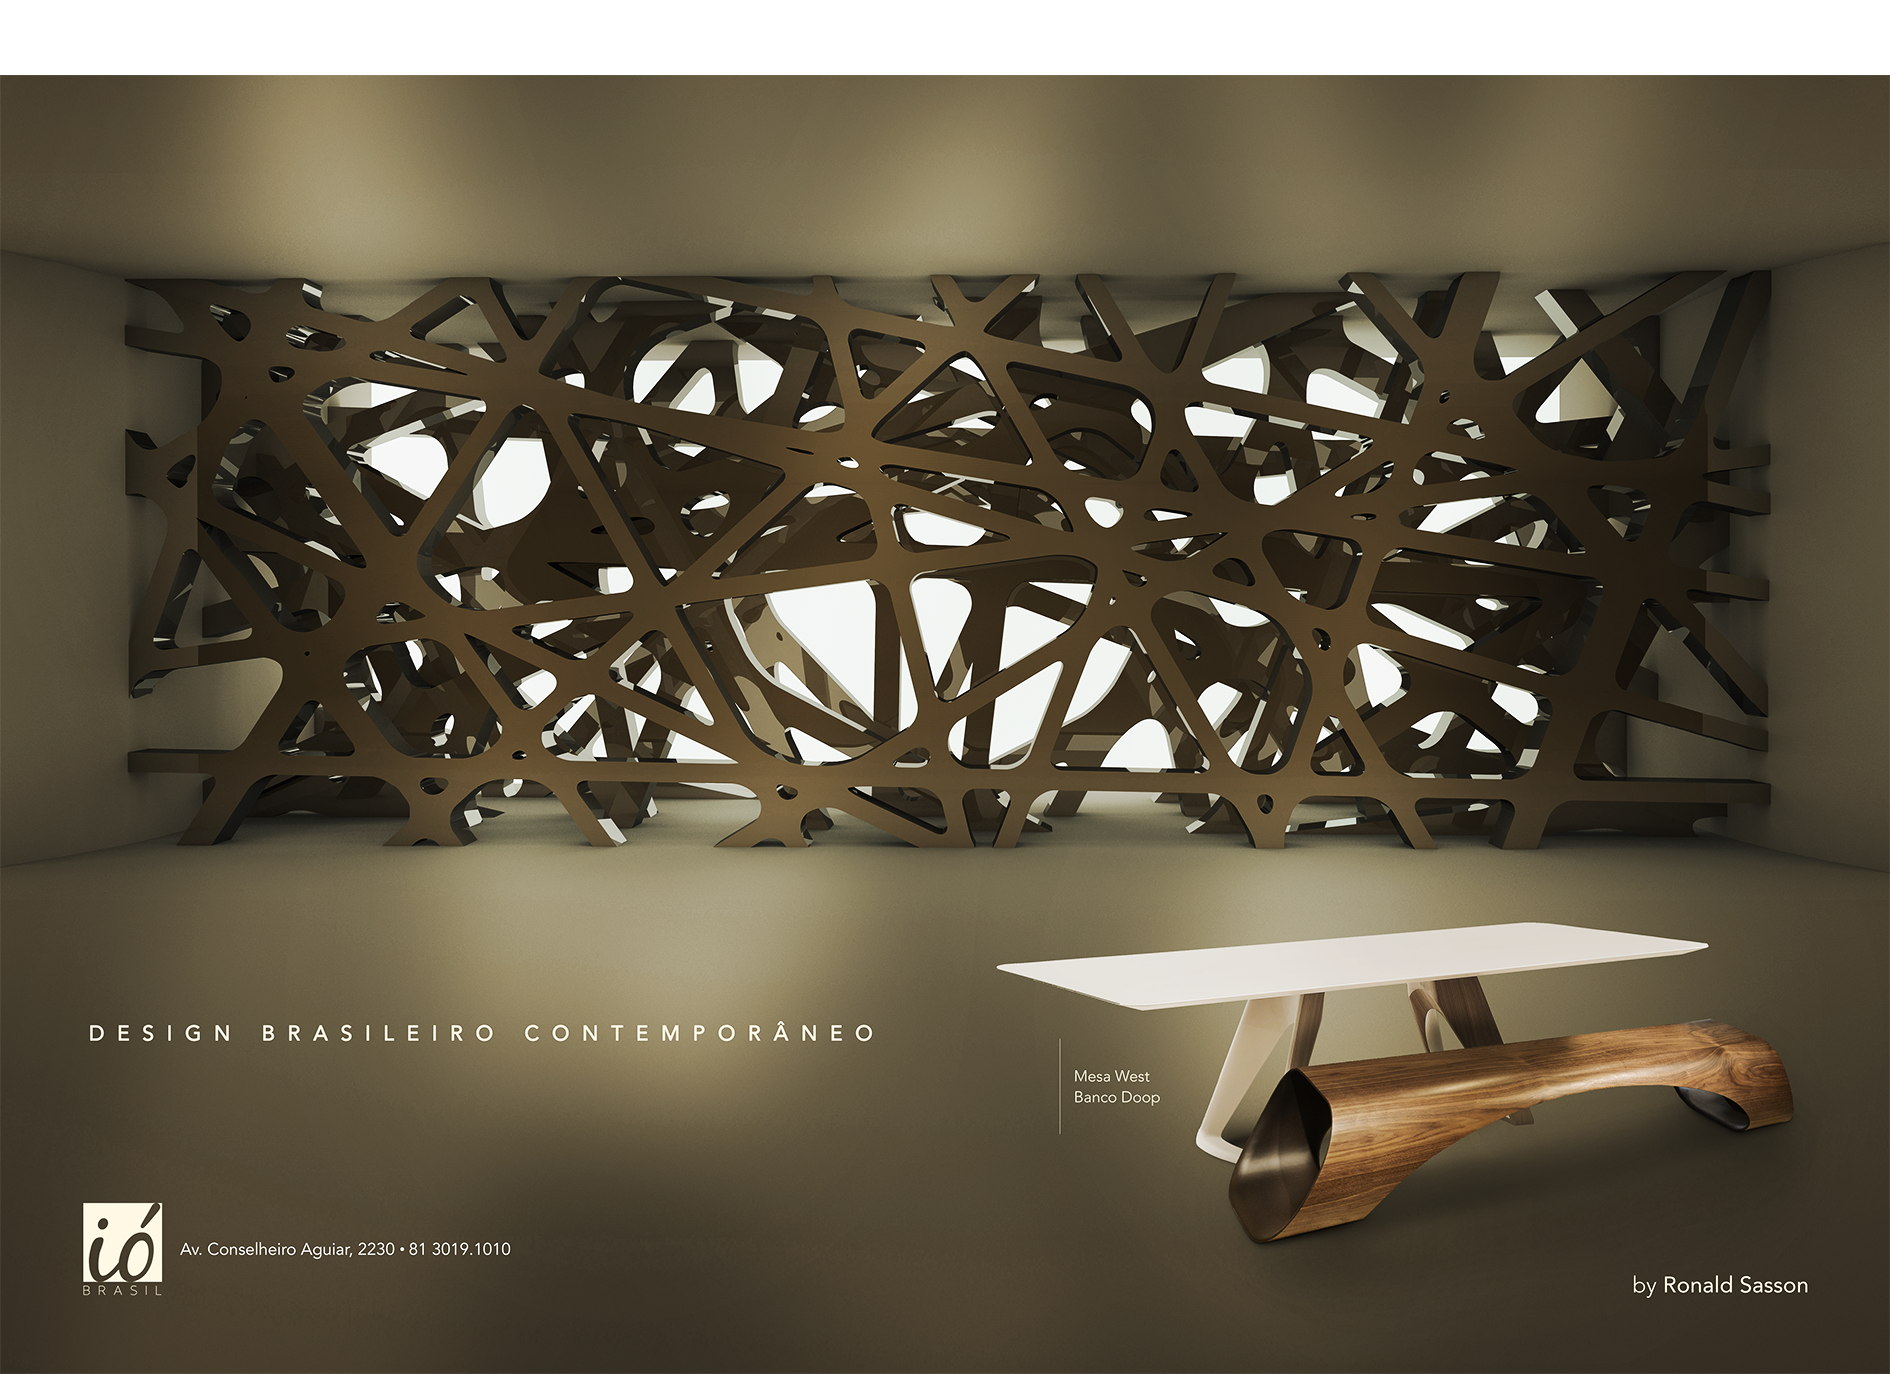 DESIGN BRASILEIRO CONTEMPORÂNEO
Mesa West
Banco Doop
ió
BRASIL
Av. Conselheiro Aguiar, 2230 • 81 3019.1010
by Ronald Sasson